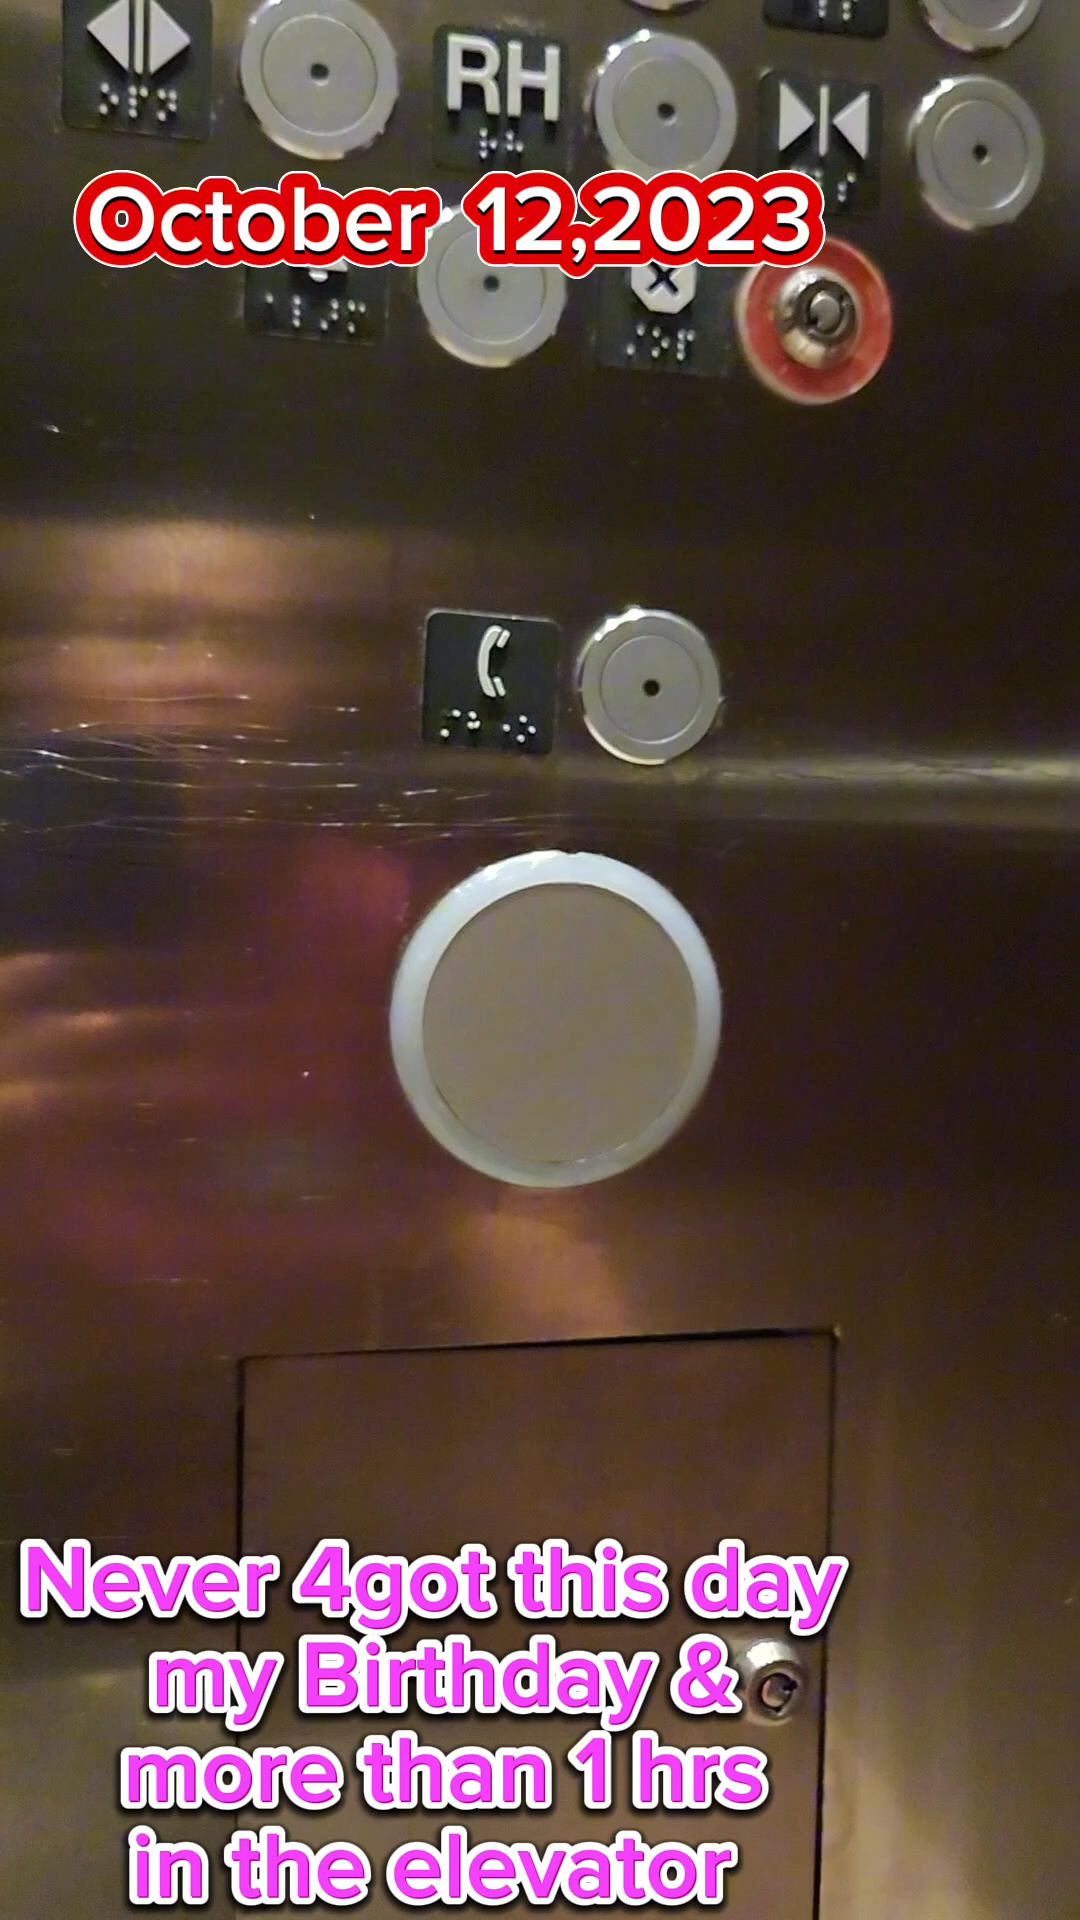 RH
October 12,2023
Never 4got this day
my Birthday &
more than 1 hrs
in the elevator